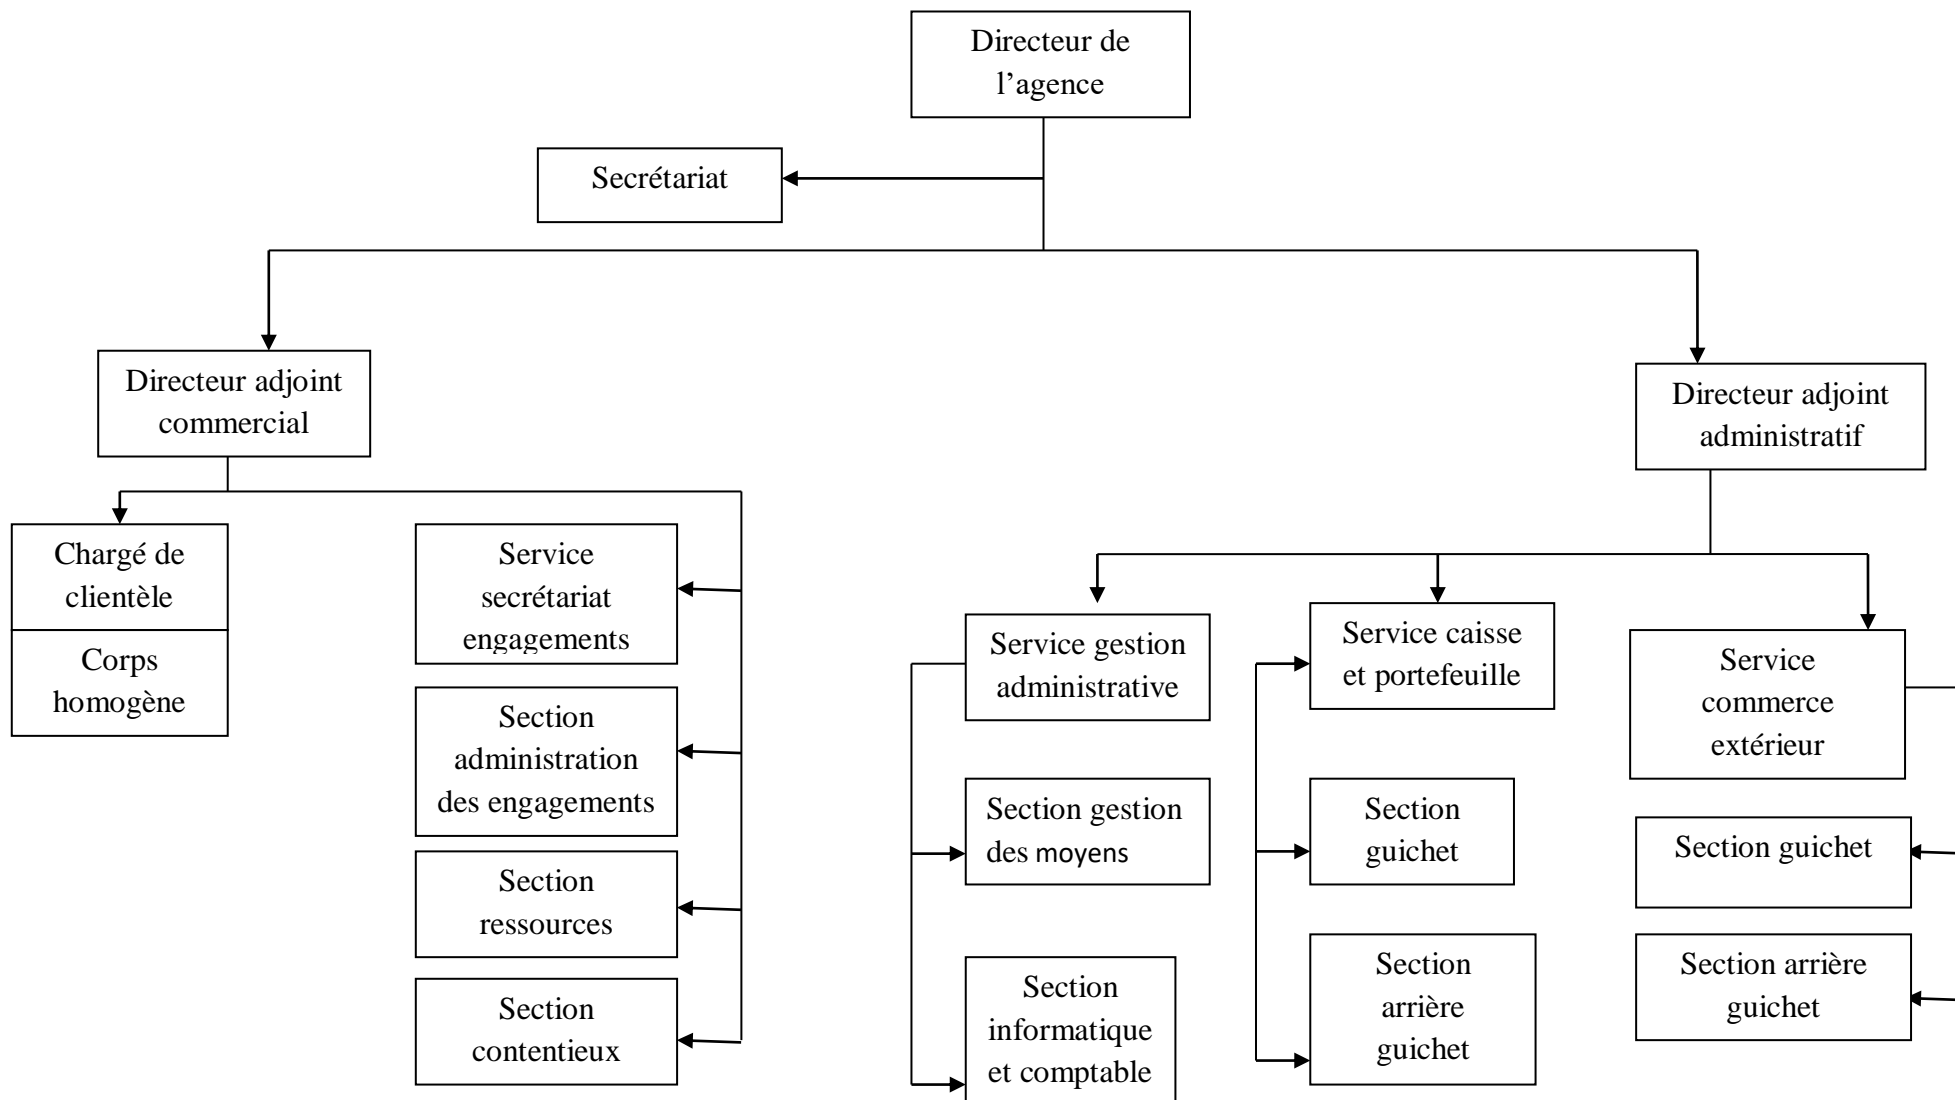 Directeur de
l’agence
Secrétariat
Directeur adjoint
commercial
Directeur adjoint
administratif
Chargé de
clientèle
Corps
homogène
Service
secrétariat
engagements
Section
administration
des engagements
Section
ressources
Section
contentieux
Service gestion
administrative
Section gestion
des moyens
Section
informatique
et comptable
Service caisse
et portefeuille
Section
guichet
Section
arrière
guichet
Service
commerce
extérieur
Section guichet
Section arrière
guichet